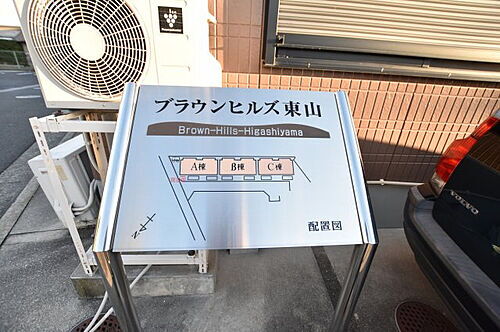 ブラウンヒルズ東山
Brown-Hills-Higashiyama
A棟 B棟 C棟
N
配置図
VOLVO